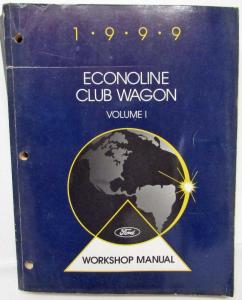 1·9·9·9
ECONOLINE
CLUB WAGON
VOLUME I
Ford
WORKSHOP MANUAL